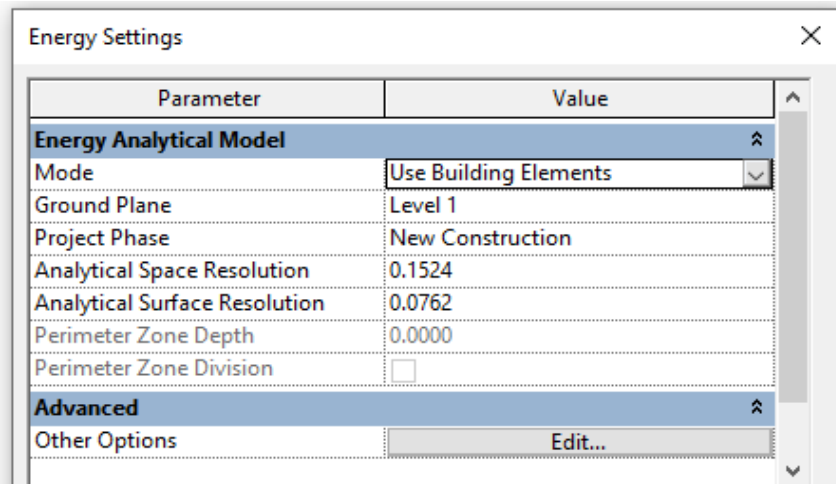 Energy Settings
Parameter Value
Energy Analytical Model
Mode Use Building Elements
Ground Plane Level 1
Project Phase New Construction
Analytical Space Resolution 0.1524
Analytical Surface Resolution 0.0762
Perimeter Zone Depth 0.0000
Perimeter Zone Division
Advanced
Other Options Edit...